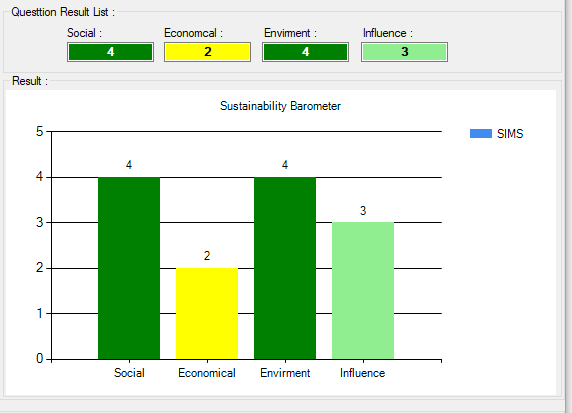 Questtion Result List :
Social : Economcal : Envirment : Influence :
4 2 4 3
Result :
Sustainability Barometer
SIMS
5
4
3
2
1
0
4 2 4 3
Social Economical Envirment Influence